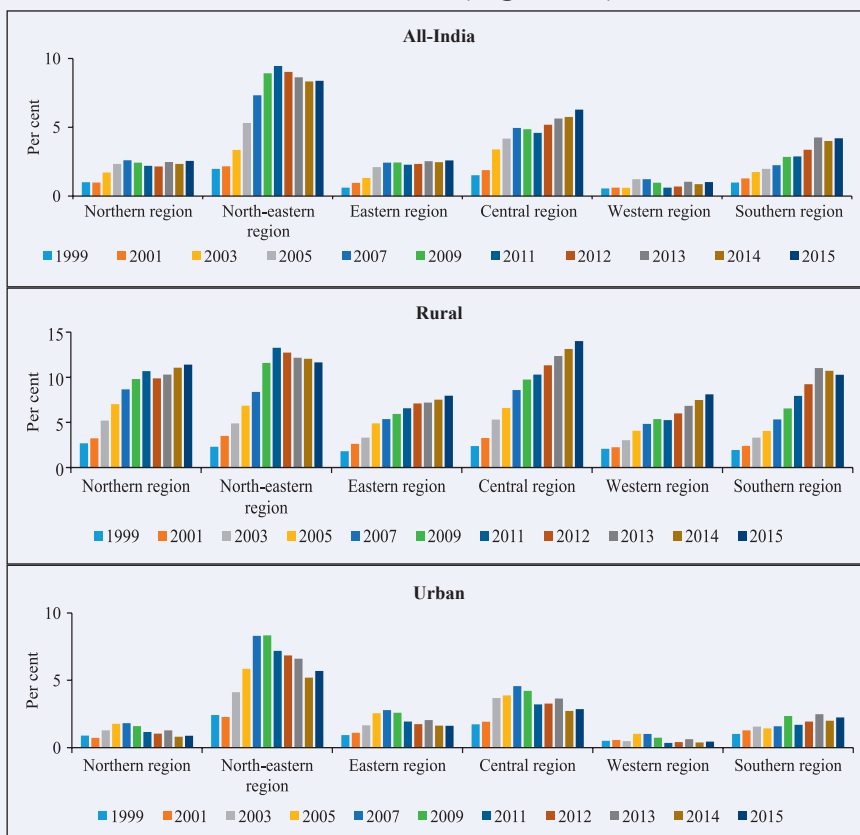 All-India
10
5
0
Per cent
Northern region
North-eastern
region
Eastern region
Central region
Western region
Southern region
1999 2001 2003 2005 2007 2009 2011 2012 2013 2014 2015
Rural
15
10
5
0
Per cent
Northern region
North-eastern
region
Eastern region
Central region
Western region
Southern region
1999 2001 2003 2005 2007 2009 2011 2012 2013 2014 2015
Urban
10
5
0
Per cent
Northern region
North-eastern
region
Eastern region
Central region
Western region
Southern region
1999 2001 2003 2005 2007 2009 2011 2012 2013 2014 2015